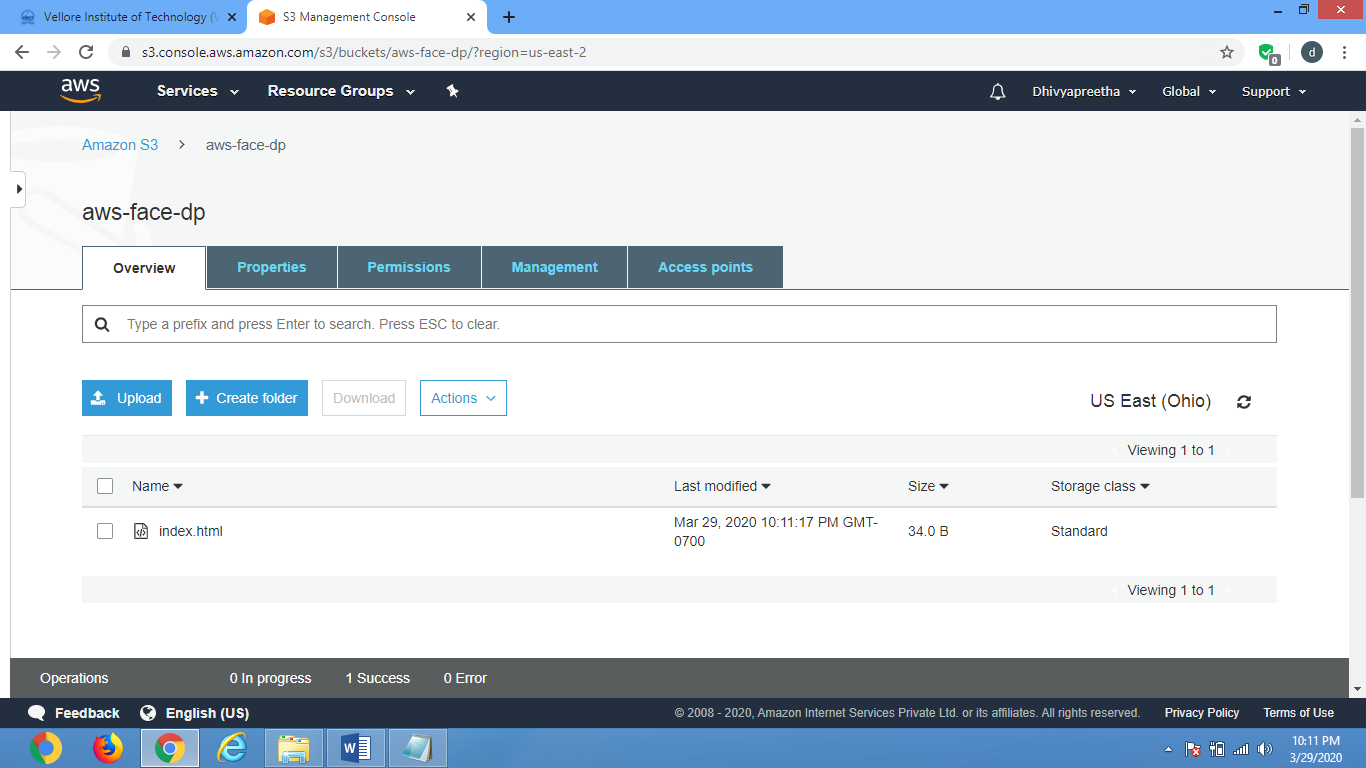 Vellore Institute of Technology (
S3 Management Console
s3.console.aws.amazon.com/s3/buckets/aws-face-dp/?region=us-east-2
0
d
aws
Services
Resource Groups
Dhivyapreetha
Global
Support
Amazon S3
aws-face-dp
aws-face-dp
Overview
Properties
Permissions
Management
Access points
Type a prefix and press Enter to search. Press ESC to clear.
Upload
Create folder
Download
Actions
US East (Ohio)
Viewing 1 to 1
Name
Last modified
Size
Storage class
index.html
Mar 29, 2020 10:11:17 PM GMT-
0700
34.0 B
Standard
Viewing 1 to 1
Operations
0 In progress
1 Success
0 Error
Feedback
English (US)
© 2008 - 2020, Amazon Internet Services Private Ltd. or its affiliates. All rights reserved.
Privacy Policy
Terms of Use
10:11 PM
3/29/2020